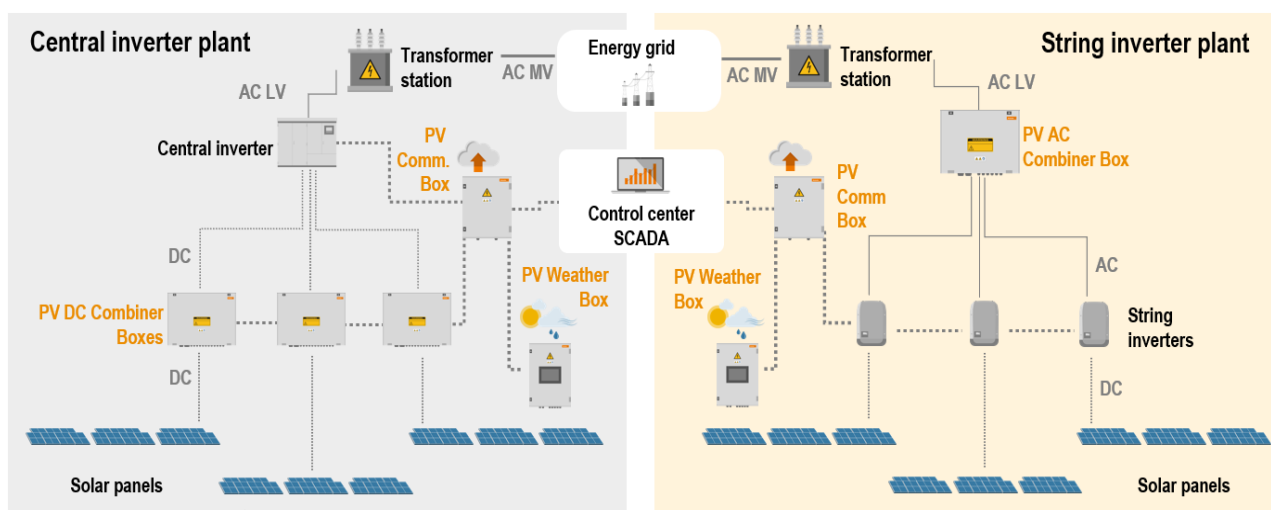 Central inverter plant
Transformer
station
AC MV
AC LV
Central inverter
PV
Comm.
Box
DC
PV Weather
Box
PV DC Combiner
Boxes
DC
Solar panels
Energy grid
Control center
SCADA
String inverter plant
AC MV
Transformer
station
AC LV
PV AC
Combiner Box
PV
Comm
Box
PV Weather
Box
AC
String
inverters
DC
Solar panels